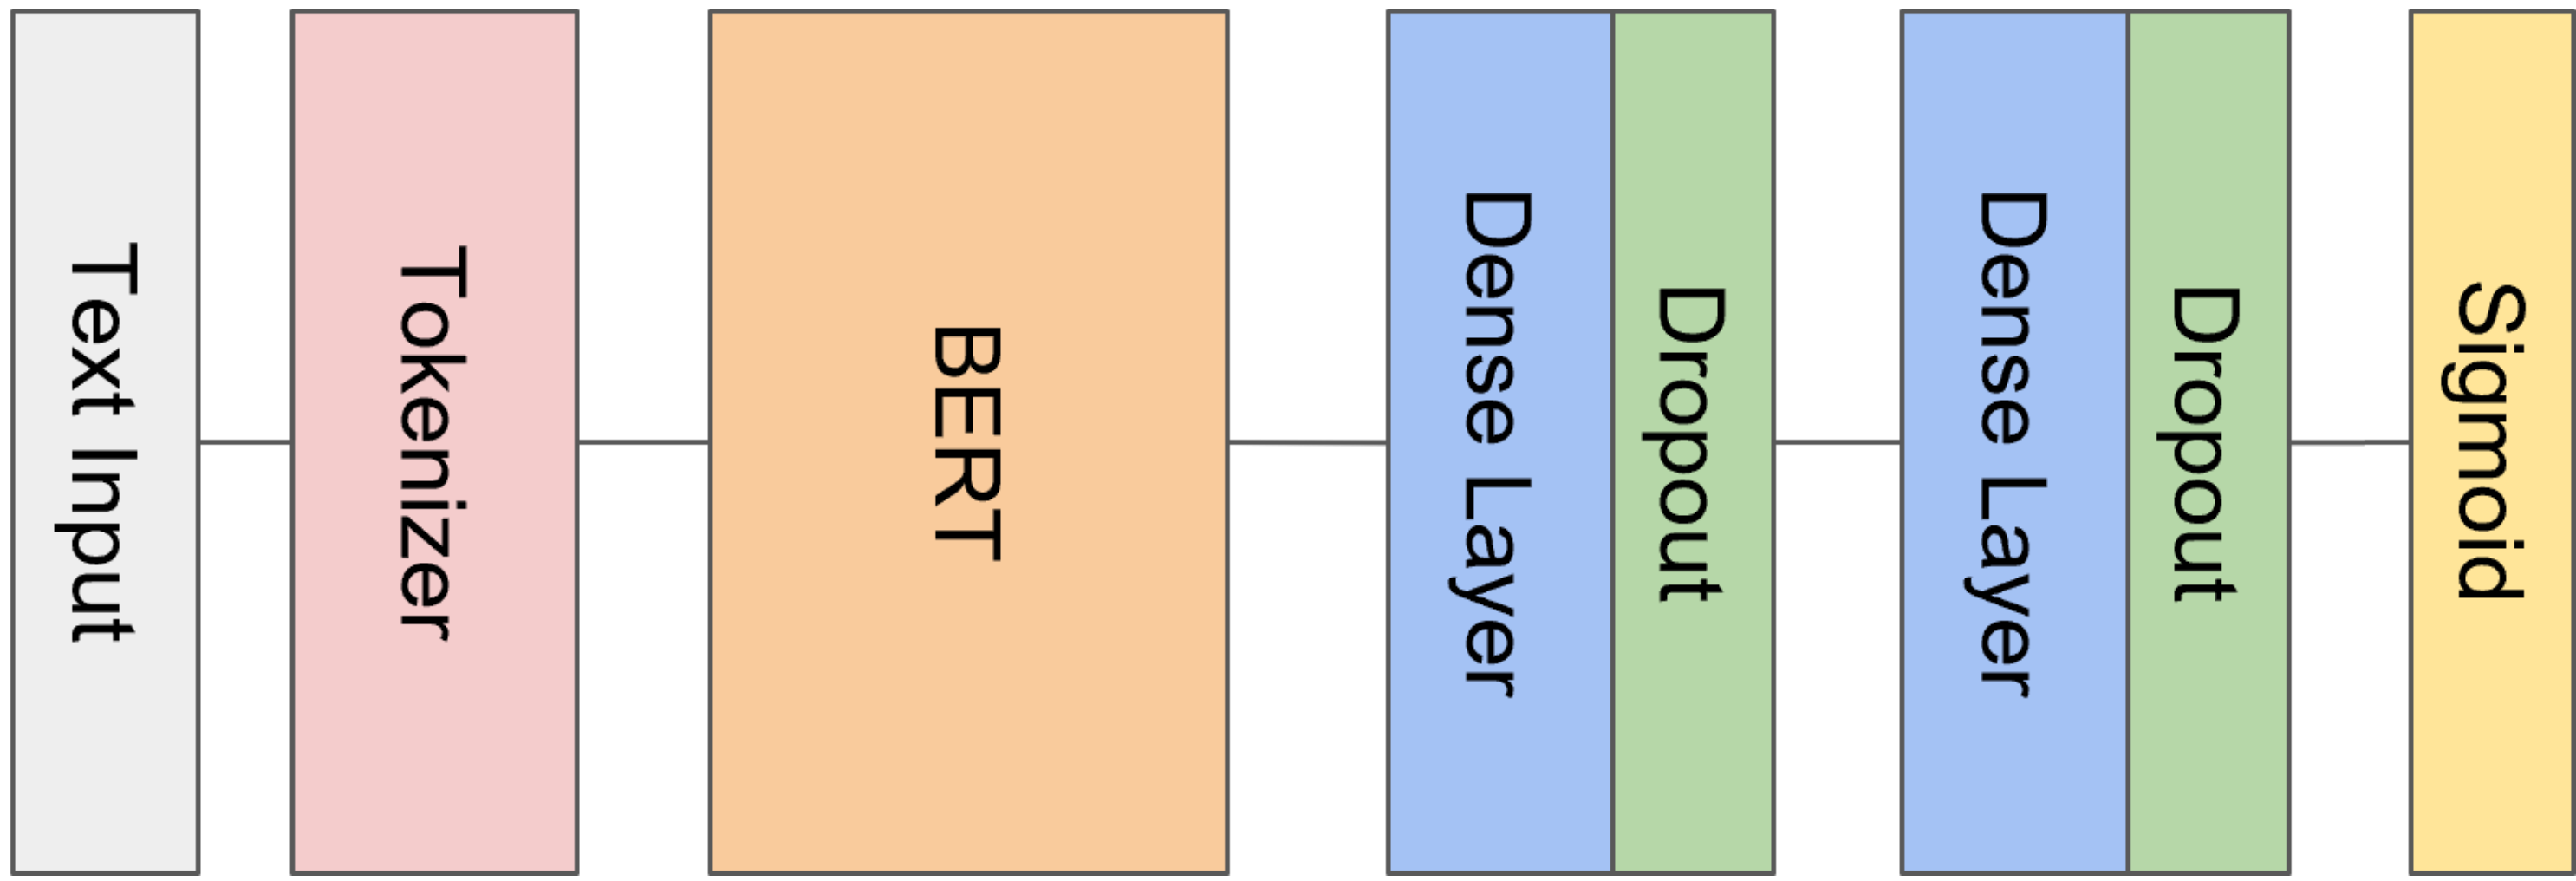 Text Input
Tokenizer
BERT
Dense Layer
Dropout
Dense Layer
Dropout
Sigmoid